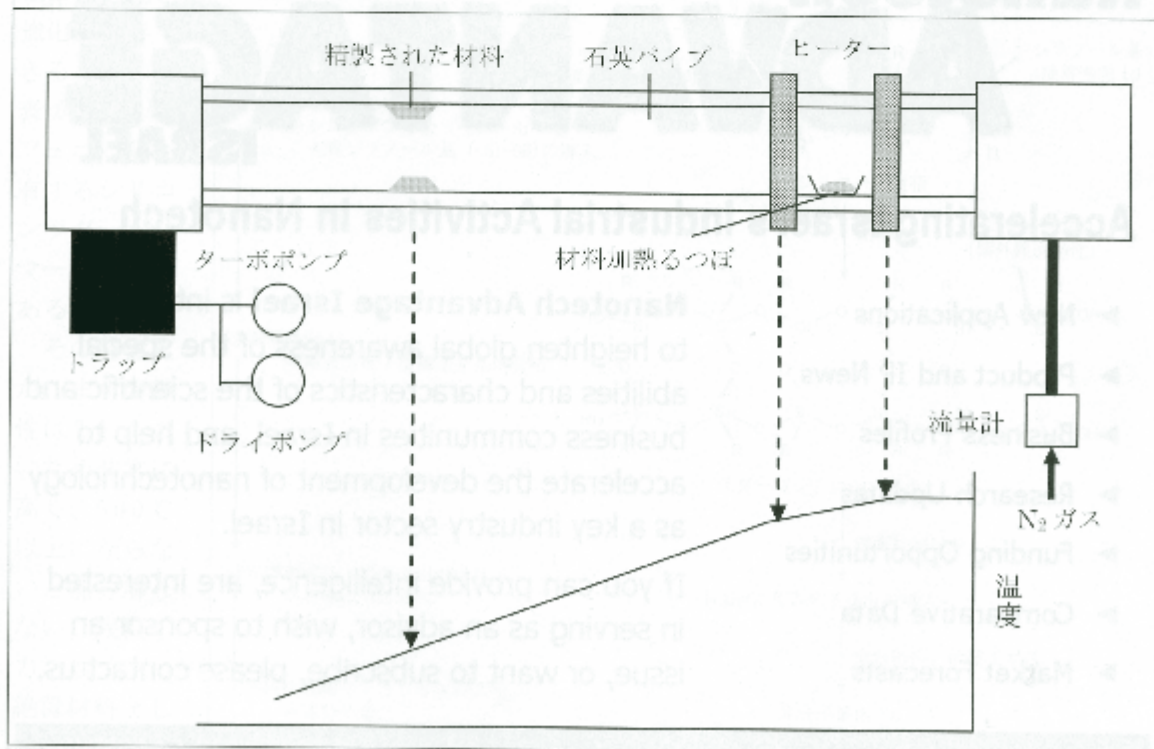 精製された材料
石英パイプ
ヒーター
材料加熱るつぼ
ターボポンプ
トラップ
ドライポンプ
流量計
N₂ ガス
温度
ADVANTAGE
ISRAEL
Accelerating Israel's Industrial Activities in Nanotech
New Applications
Product and IP News
Business Profiles
Research Updates
Funding Opportunities
Comparative Data
Market Forecasts
to heighten global awareness of the special
abilities and characteristics of the scientific and
business communities in Israel, and help to
accelerate the development of nanotechnology
as a key industry sector in Israel.
If you can provide intelligence, are interested
in serving as an advisor, wish to sponsor an
issue, or want to subscribe, please contact us.